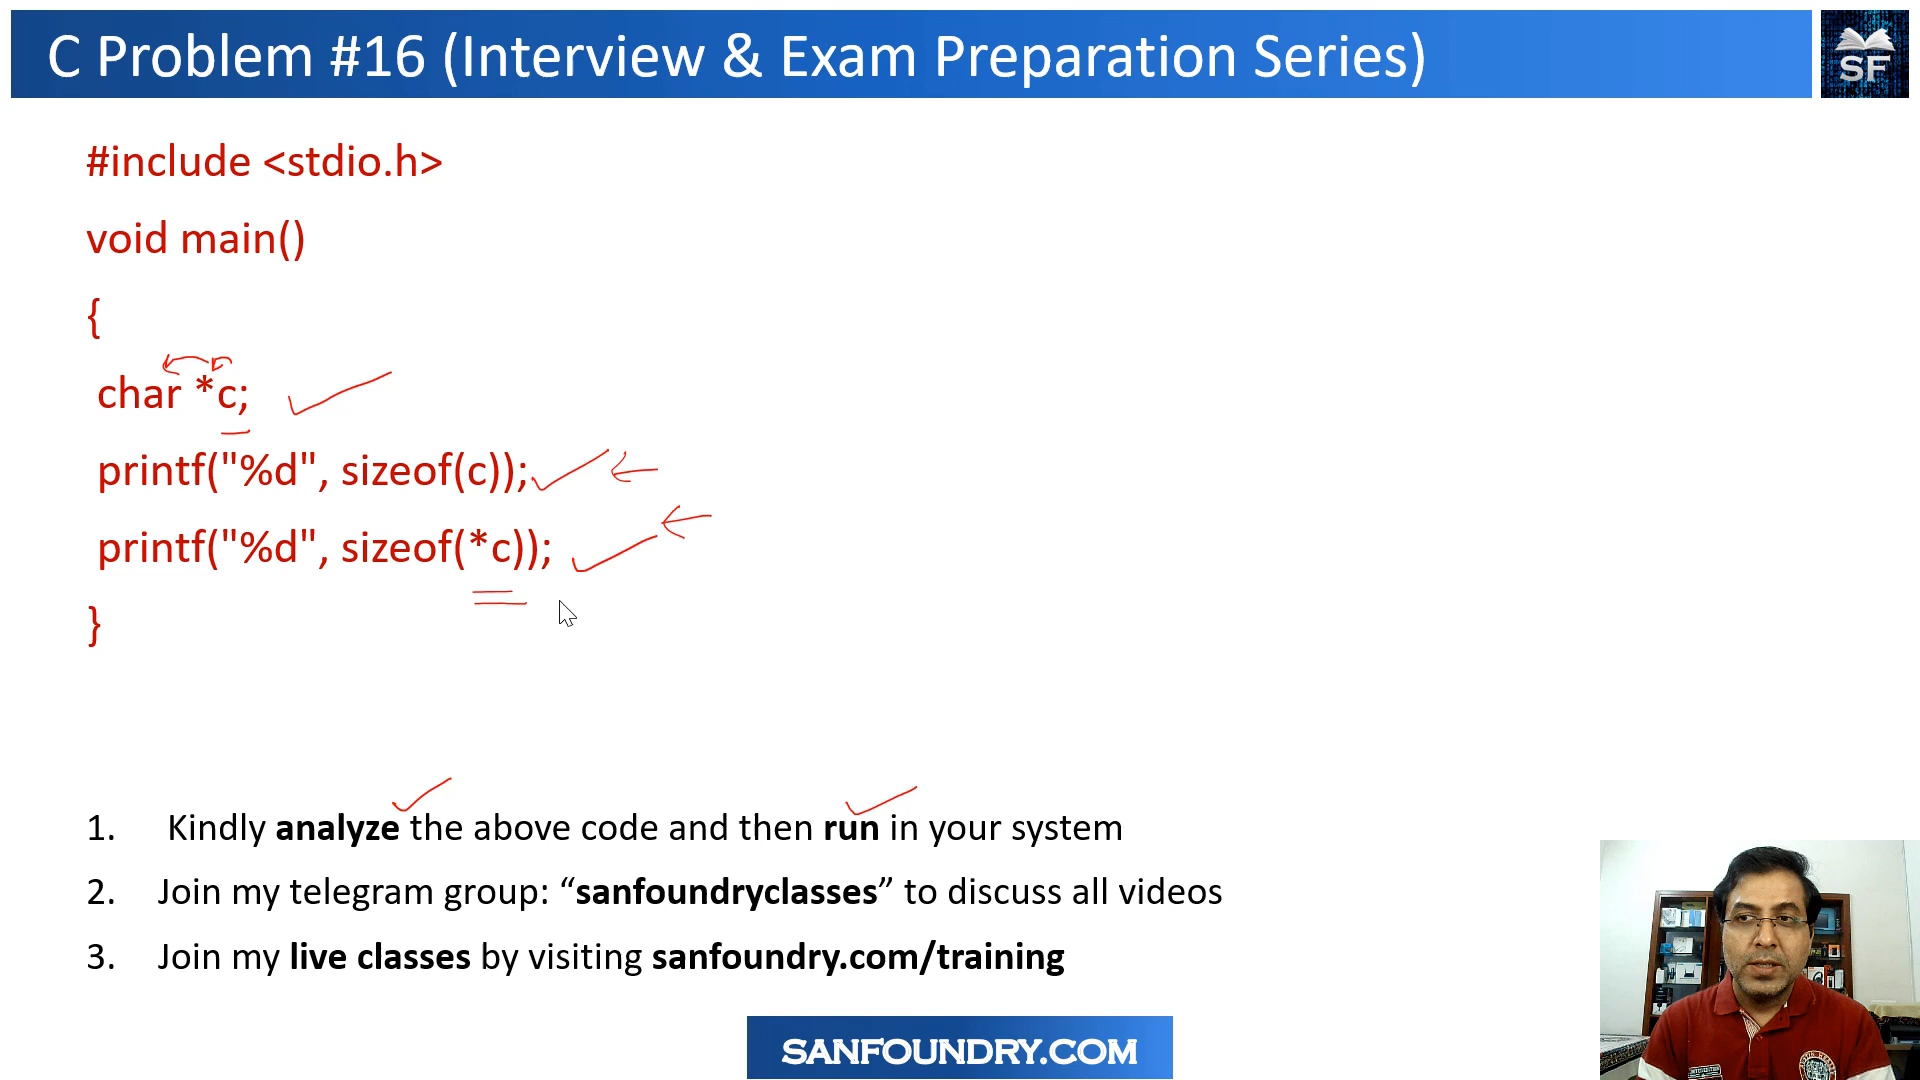 C Problem #16 (Interview & Exam Preparation Series)
SF
#include <stdio.h>
void main()
{
char *c;
printf("%d", sizeof(c));
printf("%d", sizeof(*c));
}
1. Kindly analyze the above code and then run in your system
2. Join my telegram group: “sanfoundryclasses” to discuss all videos
3. Join my live classes by visiting sanfoundry.com/training
SANFOUNDRY.COM